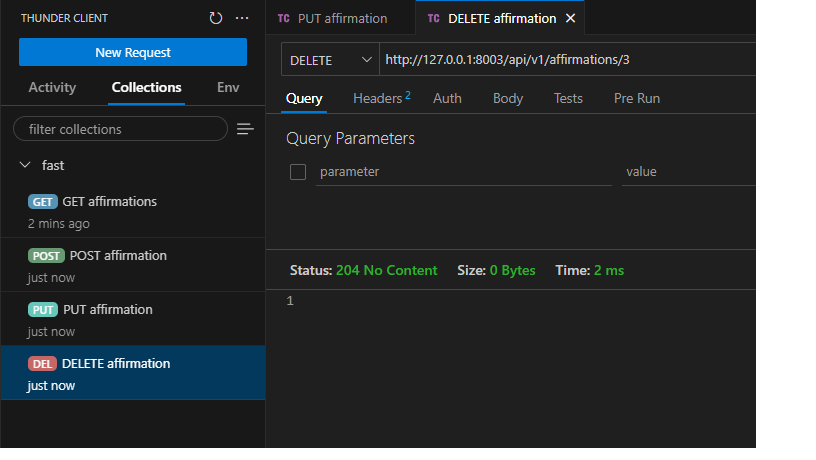 THUNDER CLIENT
New Request
Activity Collections Env
filter collections
fast
GET GET affirmations
2 mins ago
POST POST affirmation
just now
PUT PUT affirmation
just now
DEL DELETE affirmation
just now
TC PUT affirmation TC DELETE affirmation
DELETE http://127.0.0.1:8003/api/v1/affirmations/3
Query Headers 2 Auth Body Tests Pre Run
Query Parameters
parameter value
Status: 204 No Content Size: 0 Bytes Time: 2 ms
1